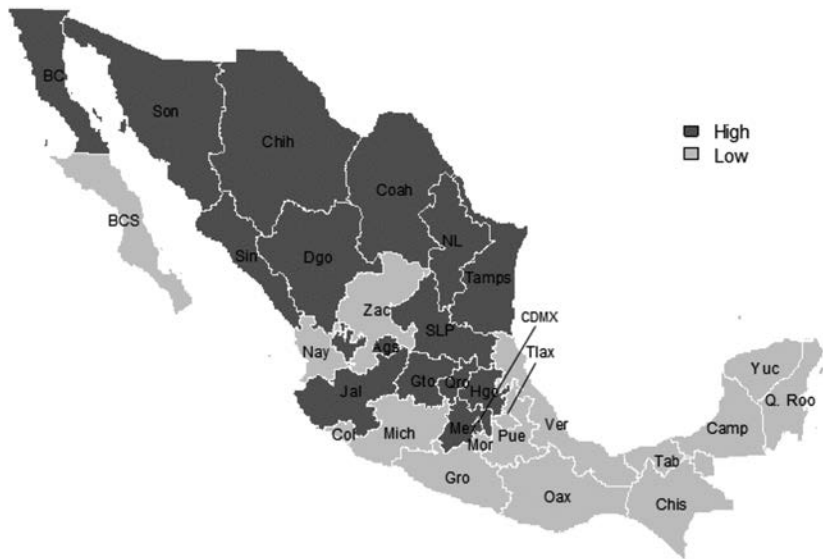 BC
Son
Chih
High
Low
Coah
BCS
NL
Sin
Dgo
Tamps
Zac
CDMX
SLP
Tlax
Nay
Ags
Yuc
Gto
Qro
Hgo
Q. Roo
Jal
Ver
Camp
Col
Mich
Mex
Mor
Pue
Tab
Gro
Oax
Chis